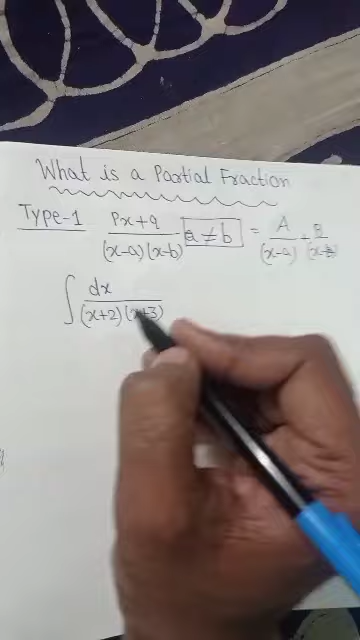 What is a Partial Fraction
Type-1 Px+q/(x-a)(x-b) a≠b = A/(x-a) + B/(x-b)
∫ dx/(x+2)(x+3)